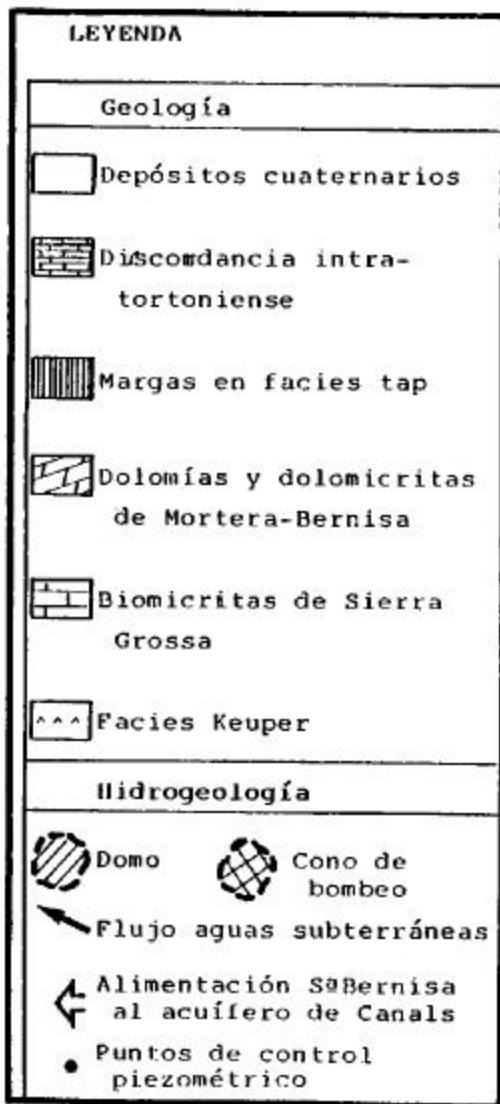 LEYENDA
Geología
Depósitos cuaternarios
Discordancia intra-
tortoniense
Margas en facies tap
Dolomías y dolomicritas
de Mortera-Bernisa
Biomicritas de Sierra
Grossa
Facies Keuper
Hidrogeología
Domo
Cono de
bombeo
Flujo aguas subterráneas
Alimentación SªBernisa
al acuífero de Canals
Puntos de control
piezométrico